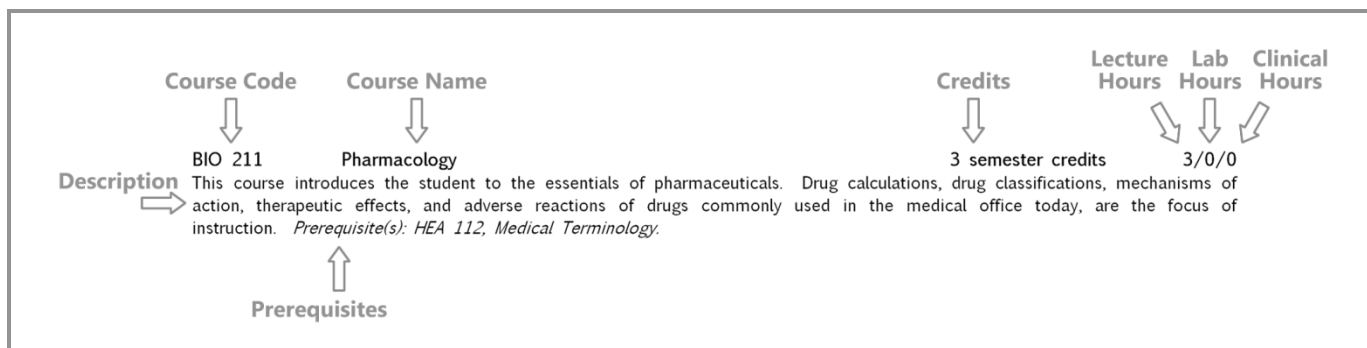 Course Code Course Name Credits Lecture Hours Lab Hours Clinical Hours
BIO 211 Pharmacology 3 semester credits 3/0/0
Description
This course introduces the student to the essentials of pharmaceuticals. Drug calculations, drug classifications, mechanisms of
action, therapeutic effects, and adverse reactions of drugs commonly used in the medical office today, are the focus of
instruction. Prerequisite(s): HEA 112, Medical Terminology.
Prerequisites